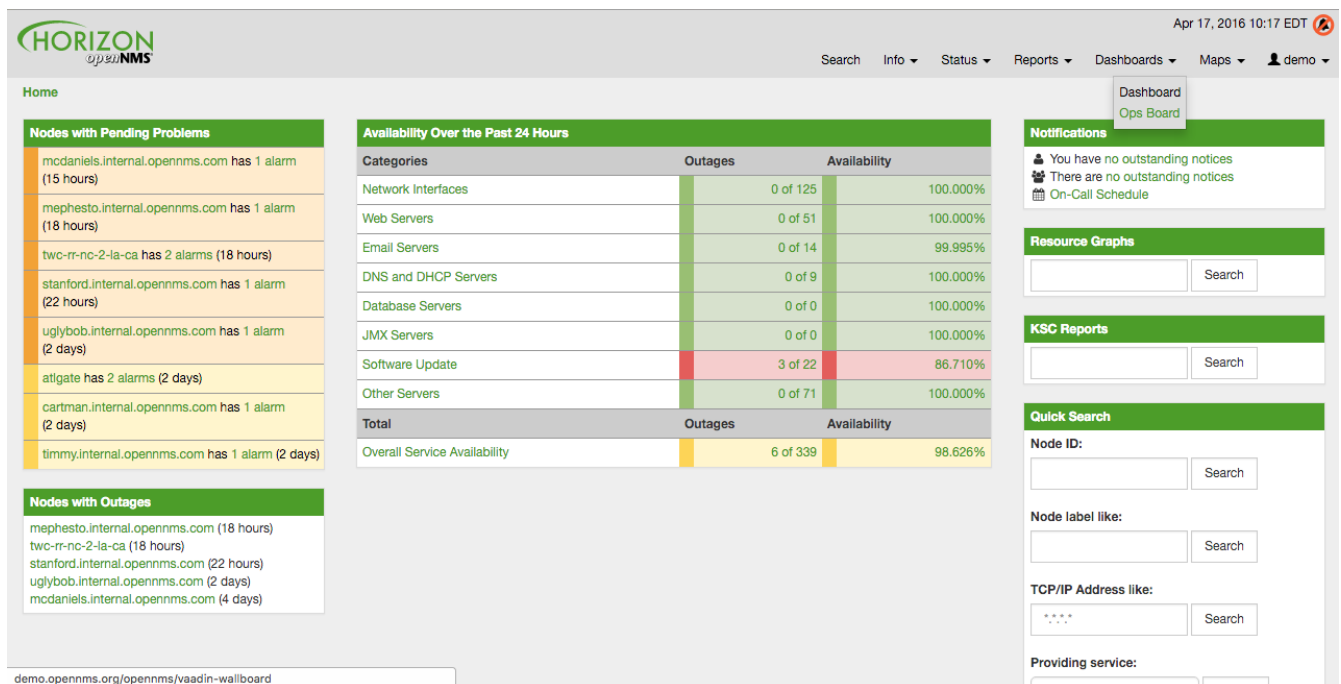 HORIZON
openNMS
Apr 17, 2016 10:17 EDT
Search Info Status Reports Dashboards Maps demo
Dashboard
Ops Board
Home
Nodes with Pending Problems
mcdaniels.internal.opennms.com has 1 alarm
(15 hours)
mephesto.internal.opennms.com has 1 alarm
(18 hours)
twc-rr-nc-2-la-ca has 2 alarms (18 hours)
stanford.internal.opennms.com has 1 alarm
(22 hours)
uglybob.internal.opennms.com has 1 alarm
(2 days)
atlgate has 2 alarms (2 days)
cartman.internal.opennms.com has 1 alarm
(2 days)
timmy.internal.opennms.com has 1 alarm (2 days)
Nodes with Outages
mephesto.internal.opennms.com (18 hours)
twc-rr-nc-2-la-ca (18 hours)
stanford.internal.opennms.com (22 hours)
uglybob.internal.opennms.com (2 days)
mcdaniels.internal.opennms.com (4 days)
Availability Over the Past 24 Hours
Categories Outages Availability
Network Interfaces 0 of 125 100.000%
Web Servers 0 of 51 100.000%
Email Servers 0 of 14 99.995%
DNS and DHCP Servers 0 of 9 100.000%
Database Servers 0 of 0 100.000%
JMX Servers 0 of 0 100.000%
Software Update 3 of 22 86.710%
Other Servers 0 of 71 100.000%
Total Outages Availability
Overall Service Availability 6 of 339 98.626%
Notifications
You have no outstanding notices
There are no outstanding notices
On-Call Schedule
Resource Graphs
Search
KSC Reports
Search
Quick Search
Node ID:
Search
Node label like:
Search
TCP/IP Address like:
*.*.*.* Search
Providing service:
demo.opennms.org/opennms/vaadin-wallboard